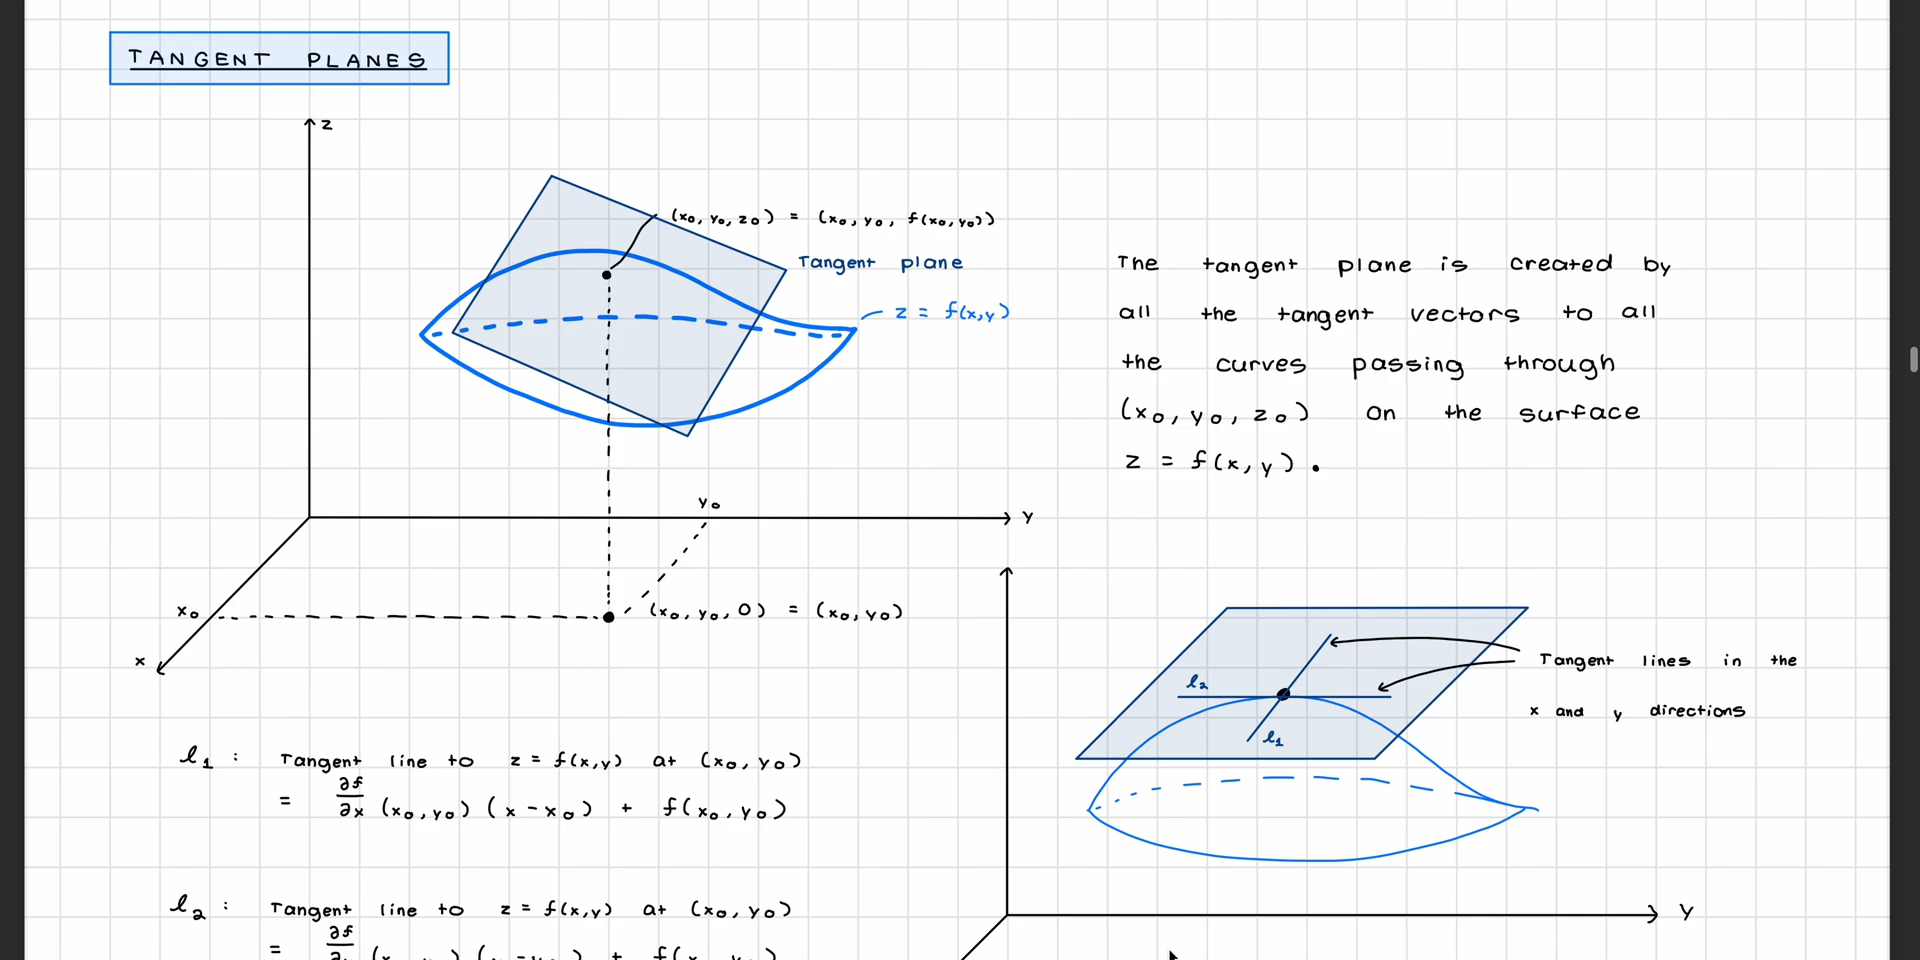 TANGENT PLANES
z
(x₀, y₀, z₀) = (x₀, y₀, f(x₀, y₀))
Tangent plane
z = f(x,y)
The tangent plane is created by
all the tangent vectors to all
the curves passing through
(x₀, y₀, z₀) on the surface
z = f(x, y).
y₀
y
x₀
(x₀, y₀, 0) = (x₀, y₀)
x
Tangent lines in the
x and y directions
l₂
l₁
l₁ : Tangent line to z = f(x,y) at (x₀, y₀)
= ∂f/∂x (x₀, y₀) (x - x₀) + f(x₀, y₀)
l₂ : Tangent line to z = f(x,y) at (x₀, y₀)
y